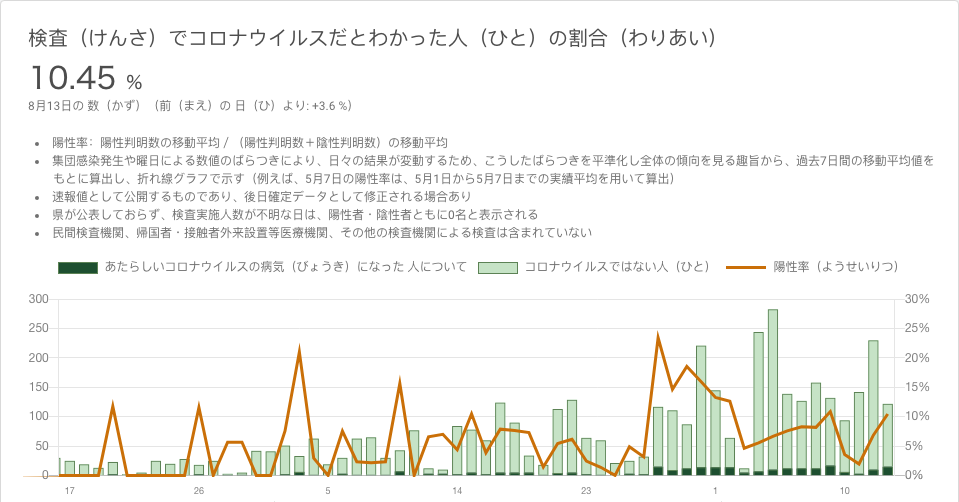 検査（けんさ）でコロナウイルスだとわかった人（ひと）の割合（わりあい）
10.45 %
8月13日の 数（かず）（前（まえ）の 日（ひ）より: +3.6 %）
• 陽性率：陽性判明数の移動平均 / （陽性判明数＋陰性判明数）の移動平均
• 集団感染発生や曜日による数値のばらつきにより、日々の結果が変動するため、こうしたばらつきを平準化し全体の傾向を見る趣旨から、過去7日間の移動平均値を
もとに算出し、折れ線グラフで示す（例えば、5月7日の陽性率は、5月1日から5月7日までの実績平均を用いて算出）
• 速報値として公開するものであり、後日確定データとして修正される場合あり
• 県が公表しておらず、検査実施人数が不明な日は、陽性者・陰性者ともに0名と表示される
• 民間検査機関、帰国者・接触者外来設置等医療機関、その他の検査機関による検査は含まれていない
あたらしいコロナウイルスの病気（びょうき）になった 人について コロナウイルスではない人（ひと） 陽性率（ようせいりつ）
300 30%
250 25%
200 20%
150 15%
100 10%
50 5%
0 0%
17 26 5 14 23 1 10